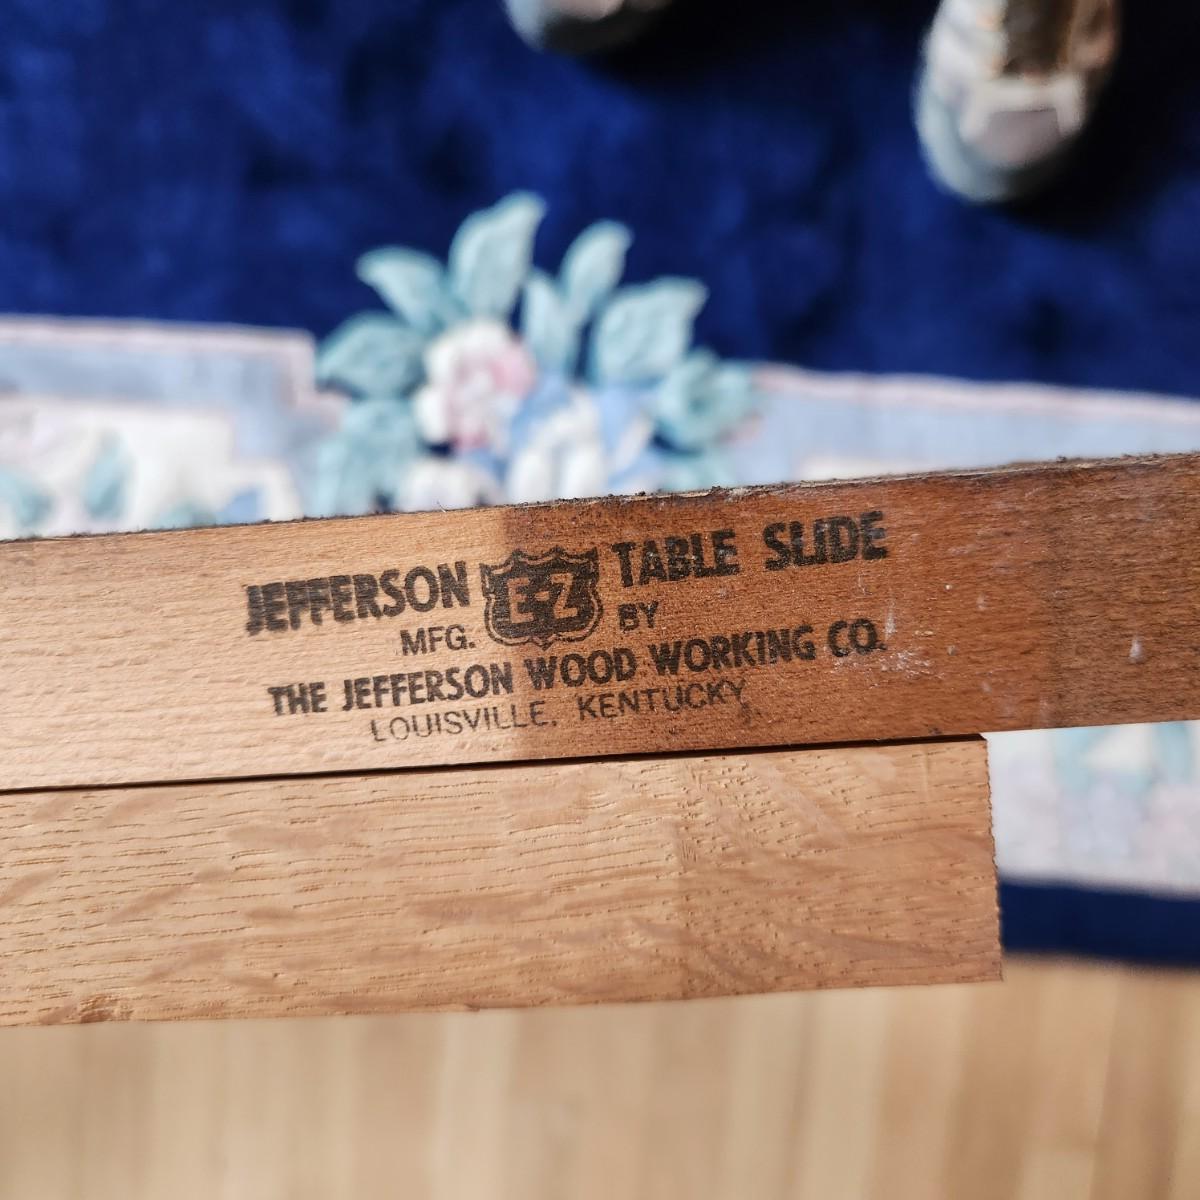 JEFFERSON E-Z TABLE SLIDE
MFG. BY
THE JEFFERSON WOOD WORKING CO.
LOUISVILLE, KENTUCKY